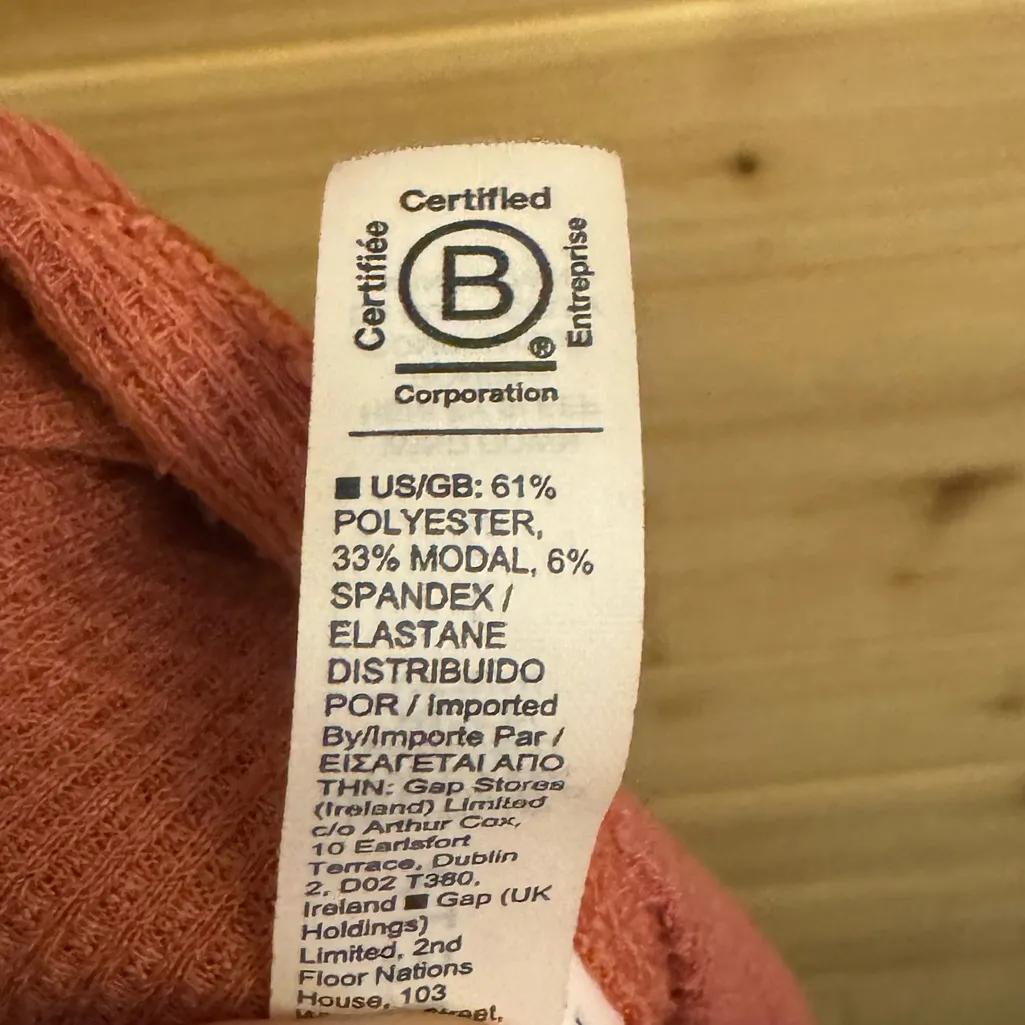 Certified
Certifiée
B
Entreprise
®
Corporation
US/GB: 61%
POLYESTER,
33% MODAL, 6%
SPANDEX /
ELASTANE
DISTRIBUIDO
POR / Imported
By/Importe Par /
ΕΙΣΑΓΕΤΑΙ ΑΠΟ
ΤΗΝ: Gap Stores
(Ireland) Limited
c/o Arthur Cox,
10 Earlsfort
Terrace, Dublin
2, D02 T380,
Ireland ■ Gap (UK
Holdings)
Limited, 2nd
Floor Nations
House, 103